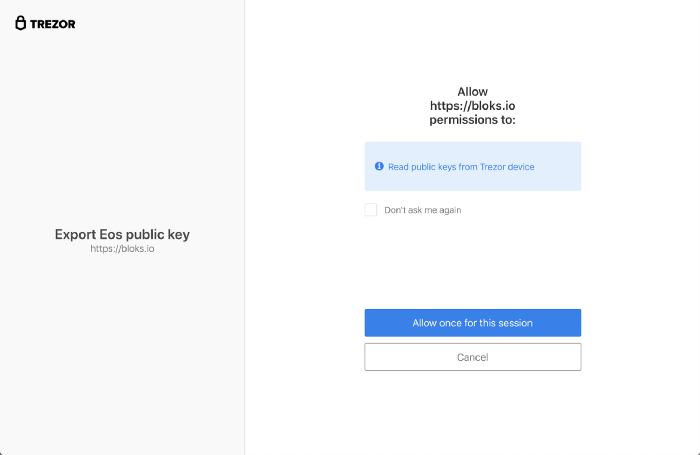 TREZOR
Export Eos public key
https://bloks.io
Allow
https://bloks.io
permissions to:
Read public keys from Trezor device
Don't ask me again
Allow once for this session
Cancel